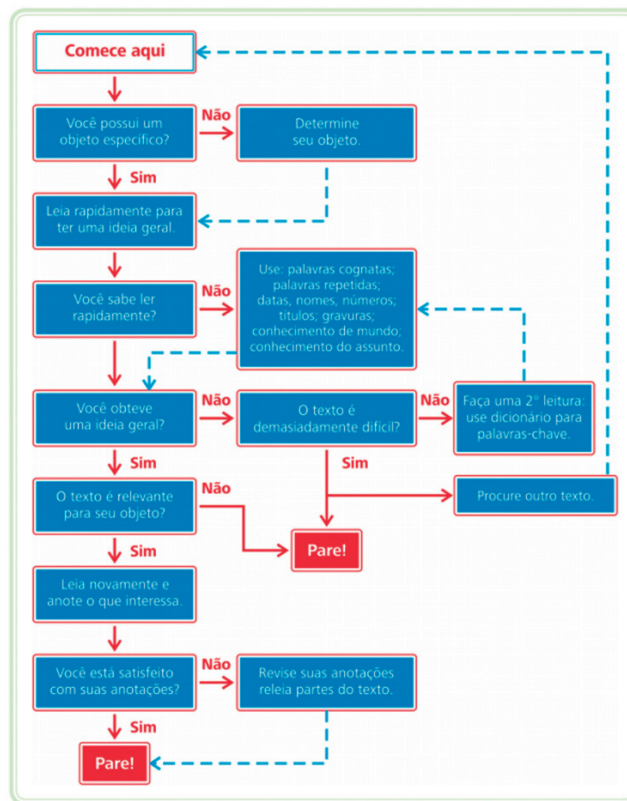 Comece aqui
Você possui um
objeto específico?
Não
Determine
seu objeto.
Sim
Leia rapidamente para
ter uma ideia geral.
Você sabe ler
rapidamente?
Não
Use: palavras cognatas;
palavras repetidas;
datas, nomes, números;
títulos; gravuras;
conhecimento de mundo;
conhecimento do assunto.
Você obteve
uma ideia geral?
Não
O texto é
demasiadamente difícil?
Não
Faça uma 2° leitura:
use dicionário para
palavras-chave.
Sim
Sim
O texto é relevante
para seu objeto?
Não
Procure outro texto.
Pare!
Sim
Leia novamente e
anote o que interessa.
Você está satisfeito
com suas anotações?
Não
Revise suas anotações
releia partes do texto.
Sim
Pare!